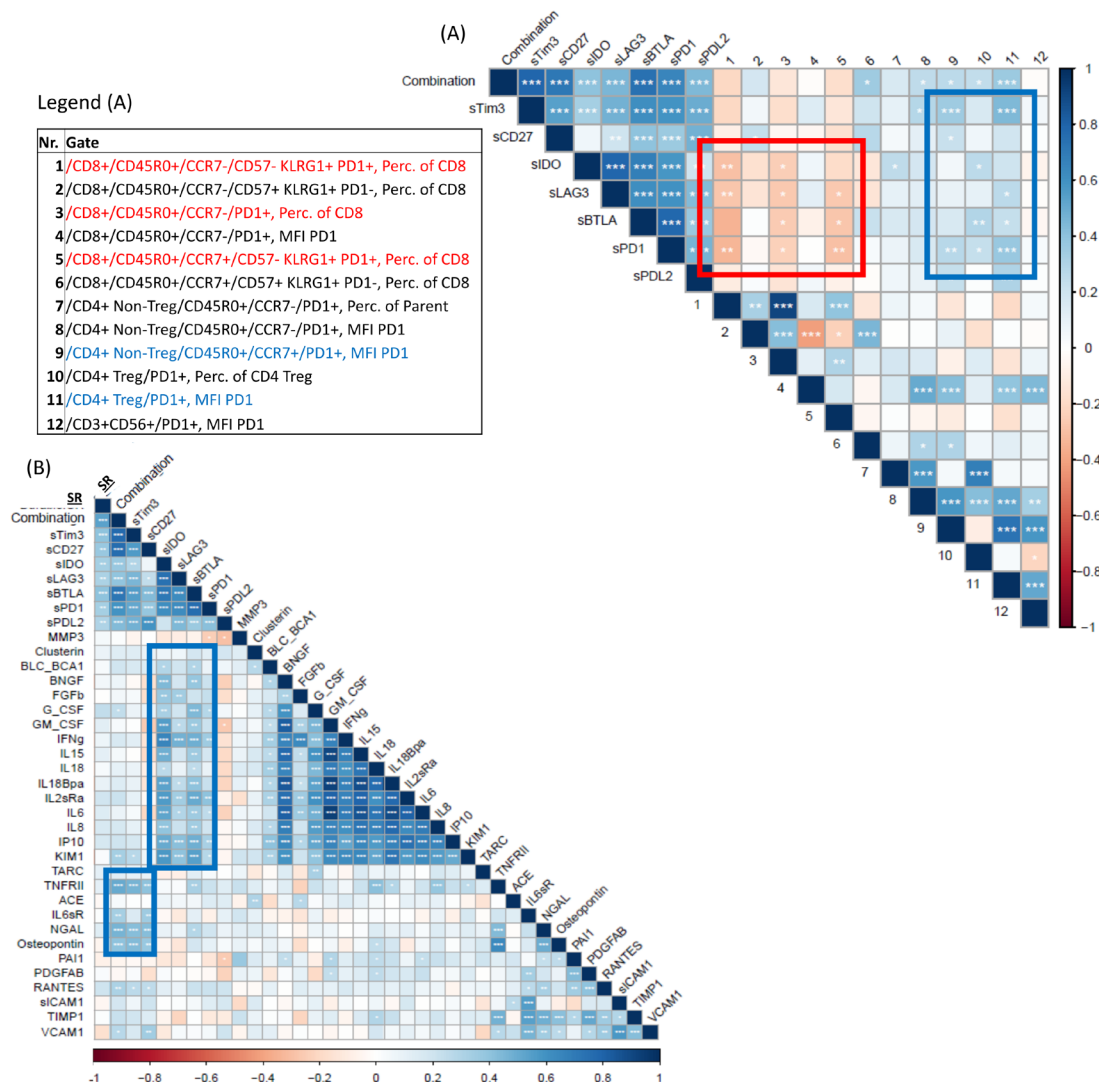 (A)
Combination
sTim3
sCD27
sIDO
sLAG3
sBTLA
sPD1
sPDL2
1
2
3
4
5
6
7
8
9
10
11
12
Combination
sTim3
sCD27
sIDO
sLAG3
sBTLA
sPD1
sPDL2
1
2
3
4
5
6
7
8
9
10
11
12
1
0.8
0.6
0.4
0.2
0
−0.2
−0.4
−0.6
−0.8
−1
Legend (A)
Nr. Gate
1 /CD8+/CD45R0+/CCR7-/CD57- KLRG1+ PD1+, Perc. of CD8
2 /CD8+/CD45R0+/CCR7-/CD57+ KLRG1+ PD1-, Perc. of CD8
3 /CD8+/CD45R0+/CCR7-/PD1+, Perc. of CD8
4 /CD8+/CD45R0+/CCR7-/PD1+, MFI PD1
5 /CD8+/CD45R0+/CCR7+/CD57- KLRG1+ PD1+, Perc. of CD8
6 /CD8+/CD45R0+/CCR7+/CD57+ KLRG1+ PD1-, Perc. of CD8
7 /CD4+ Non-Treg/CD45R0+/CCR7-/PD1+, Perc. of Parent
8 /CD4+ Non-Treg/CD45R0+/CCR7-/PD1+, MFI PD1
9 /CD4+ Non-Treg/CD45R0+/CCR7+/PD1+, MFI PD1
10 /CD4+ Treg/PD1+, Perc. of CD4 Treg
11 /CD4+ Treg/PD1+, MFI PD1
12 /CD3+CD56+/PD1+, MFI PD1
(B)
SR
Combination
sTim3
sCD27
sIDO
sLAG3
sBTLA
sPD1
sPDL2
MMP3
Clusterin
BLC_BCA1
BNGF
FGFb
G_CSF
GM_CSF
IFNg
IL15
IL18
IL18Bpa
IL2sRa
IL6
IL8
IP10
KIM1
TARC
TNFRII
ACE
IL6sR
NGAL
Osteopontin
PAI1
PDGFAB
RANTES
sICAM1
TIMP1
VCAM1
SR
Combination
sTim3
sCD27
sIDO
sLAG3
sBTLA
sPD1
sPDL2
MMP3
Clusterin
BLC_BCA1
BNGF
FGFb
G_CSF
GM_CSF
IFNg
IL15
IL18
IL18Bpa
IL2sRa
IL6
IL8
IP10
KIM1
TARC
TNFRII
ACE
IL6sR
NGAL
Osteopontin
PAI1
PDGFAB
RANTES
sICAM1
TIMP1
VCAM1
-1
−0.8
−0.6
−0.4
−0.2
0
0.2
0.4
0.6
0.8
1